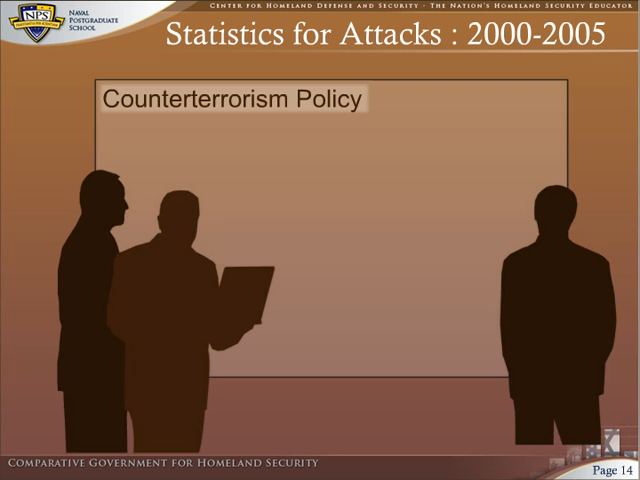 CENTER FOR HOMELAND DEFENSE AND SECURITY · THE NATION'S HOMELAND SECURITY EDUCATOR
NPS
NAVAL
POSTGRADUATE
SCHOOL
Statistics for Attacks : 2000-2005
Counterterrorism Policy
COMPARATIVE GOVERNMENT FOR HOMELAND SECURITY
Page 14